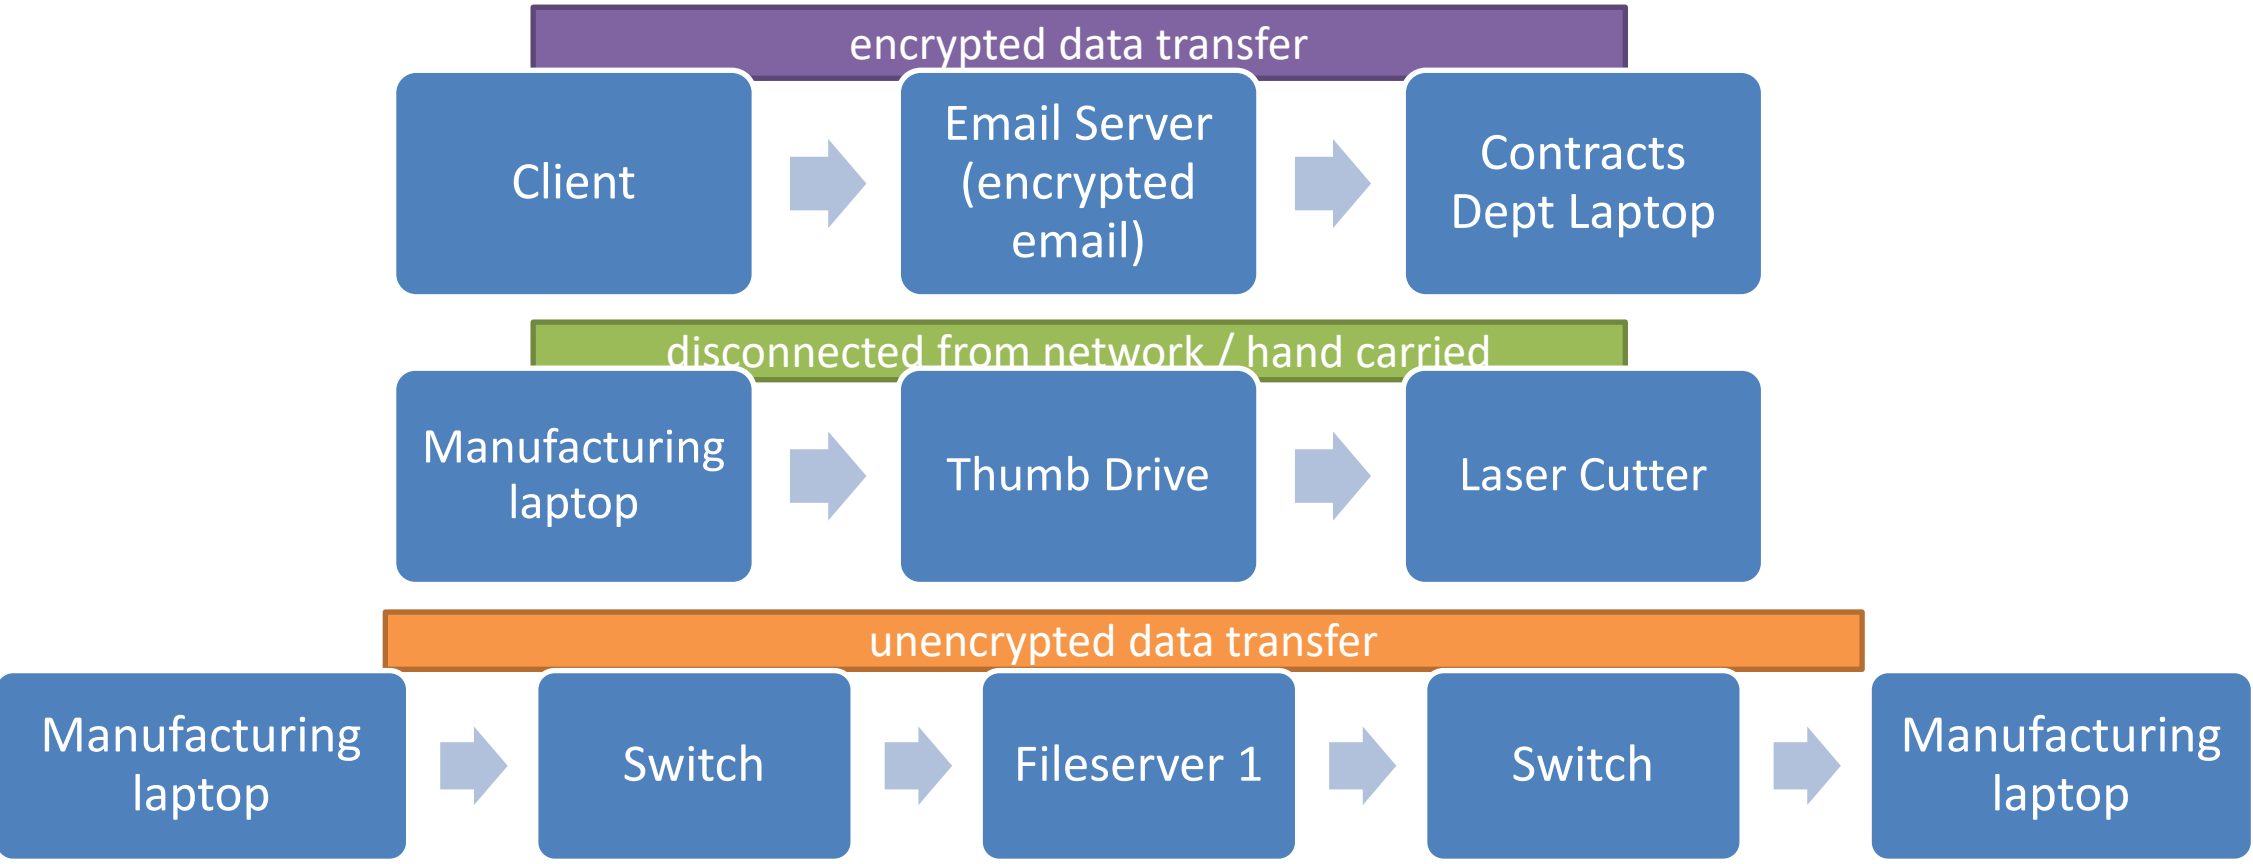 encrypted data transfer
Client
Email Server
(encrypted
email)
Contracts
Dept Laptop
disconnected from network / hand carried
Manufacturing
laptop
Thumb Drive
Laser Cutter
unencrypted data transfer
Manufacturing
laptop
Switch
Fileserver 1
Switch
Manufacturing
laptop